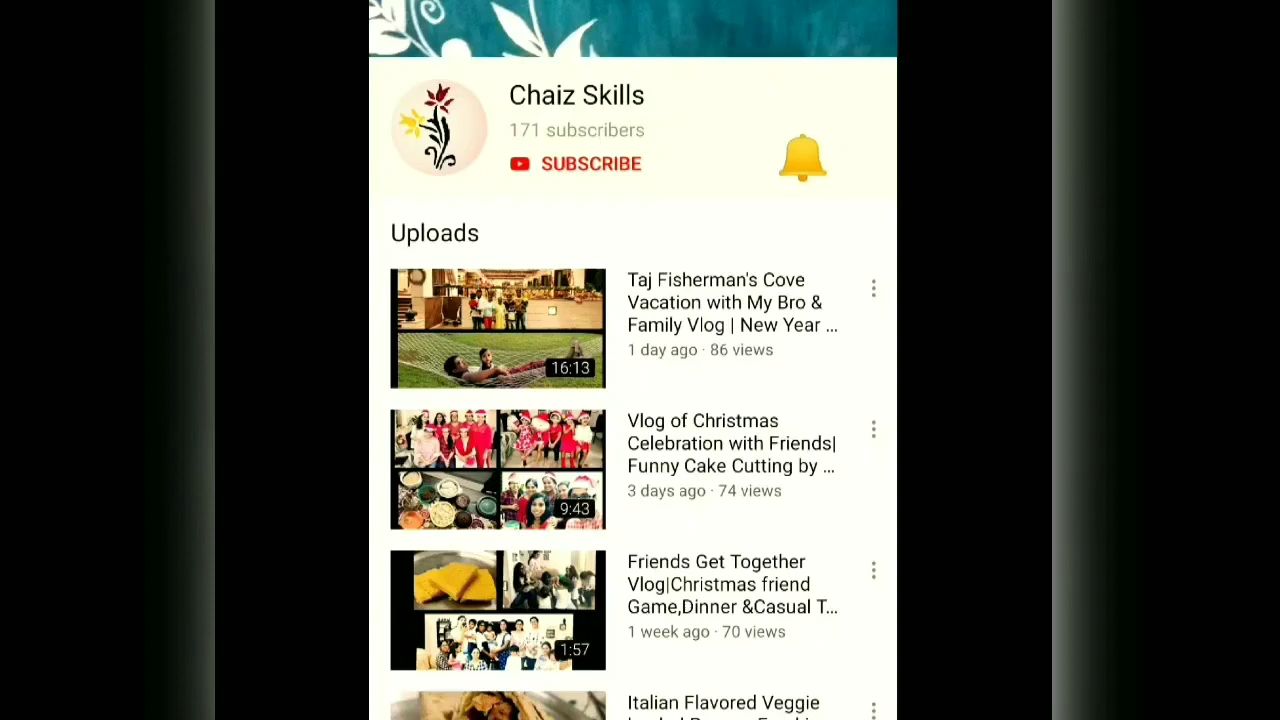 Chaiz Skills
171 subscribers
SUBSCRIBE
Uploads
Taj Fisherman's Cove
Vacation with My Bro &
Family Vlog | New Year ...
1 day ago · 86 views
16:13
Vlog of Christmas
Celebration with Friends|
Funny Cake Cutting by ...
3 days ago · 74 views
9:43
Friends Get Together
Vlog|Christmas friend
Game,Dinner &Casual T...
1 week ago · 70 views
1:57
Italian Flavored Veggie